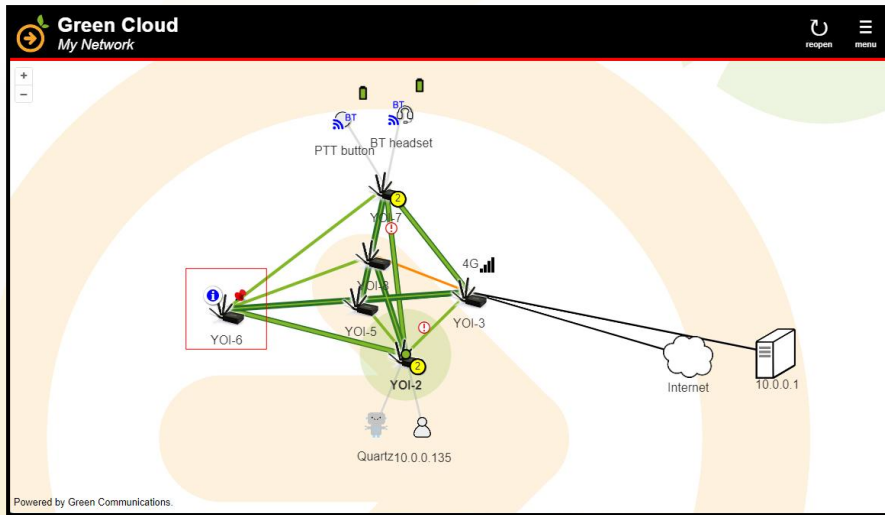 Green Cloud
My Network
reopen
menu
+
−
BT
BT
PTT button
BT headset
2
YOI-7
4G
YOI-8
YOI-6
YOI-5
YOI-3
2
YOI-2
Internet
10.0.0.1
Quartz
10.0.0.135
Powered by Green Communications.